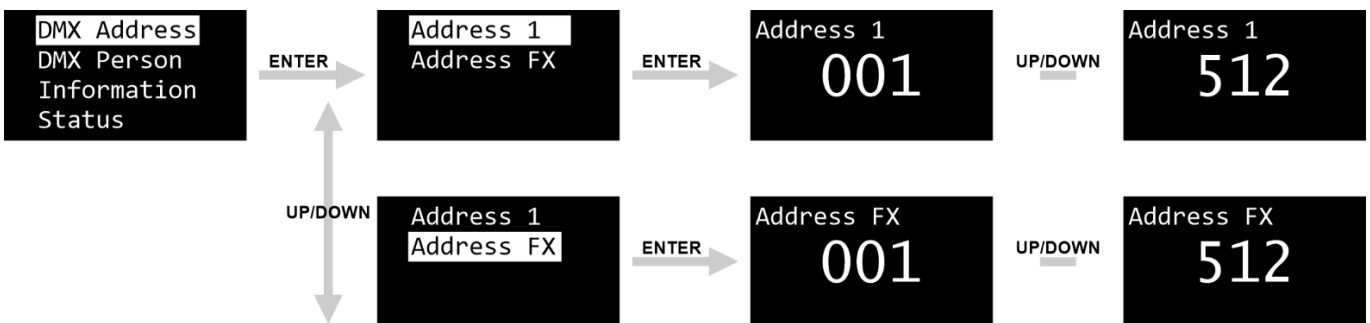 DMX Address
DMX Person
Information
Status
ENTER
Address 1
Address FX
ENTER
Address 1
001
UP/DOWN
Address 1
512
UP/DOWN
Address 1
Address FX
ENTER
Address FX
001
UP/DOWN
Address FX
512